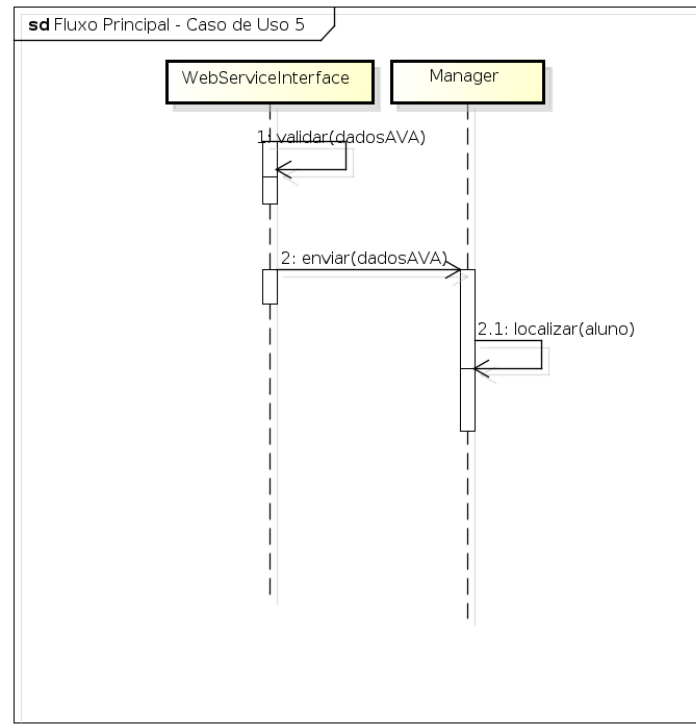 sd Fluxo Principal - Caso de Uso 5
WebServiceInterface
Manager
1: validar(dadosAVA)
2: enviar(dadosAVA)
2.1: localizar(aluno)